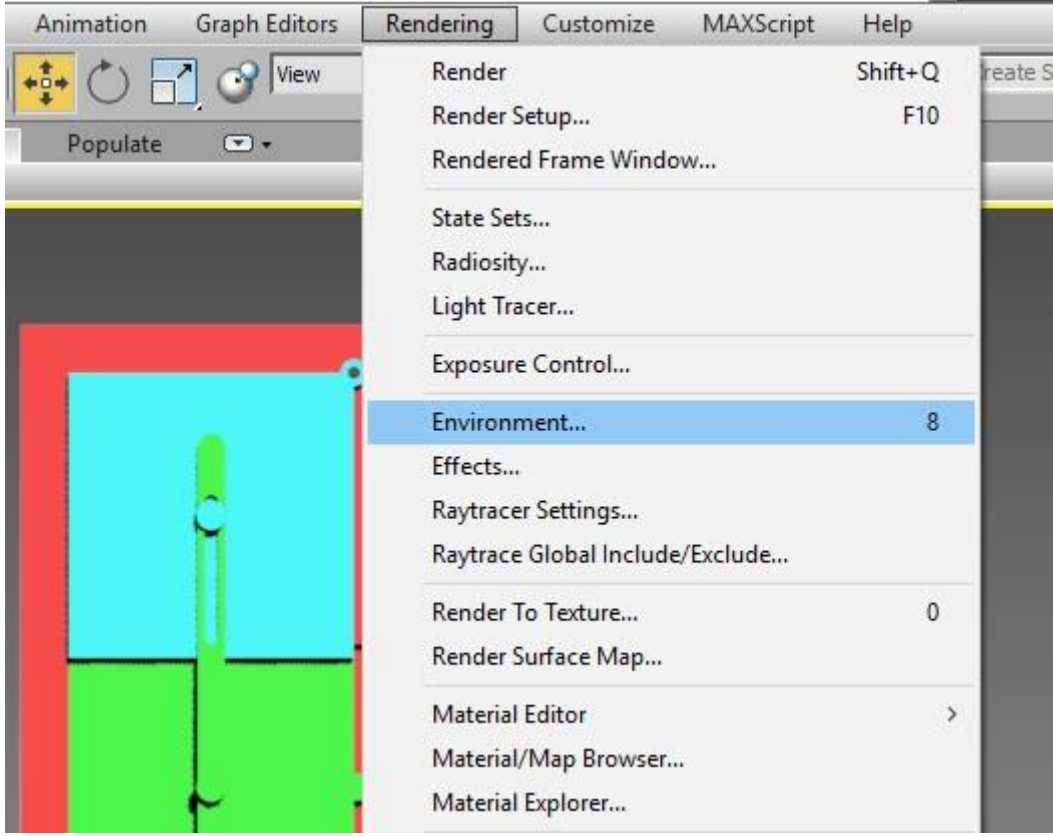 Animation Graph Editors Rendering Customize MAXScript Help
View
Populate
Render Shift+Q
Render Setup... F10
Rendered Frame Window...
State Sets...
Radiosity...
Light Tracer...
Exposure Control...
Environment... 8
Effects...
Raytracer Settings...
Raytrace Global Include/Exclude...
Render To Texture... 0
Render Surface Map...
Material Editor >
Material/Map Browser...
Material Explorer...